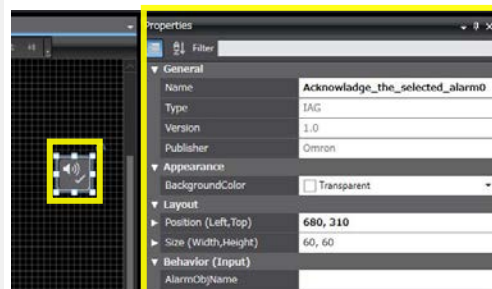 Properties
Filter
General
Name Acknowladge_the_selected_alarm0
Type IAG
Version 1.0
Publisher Omron
Appearance
BackgroundColor Transparent
Layout
Position (Left,Top) 680, 310
Size (Width,Height) 60, 60
Behavior (Input)
AlarmObjName